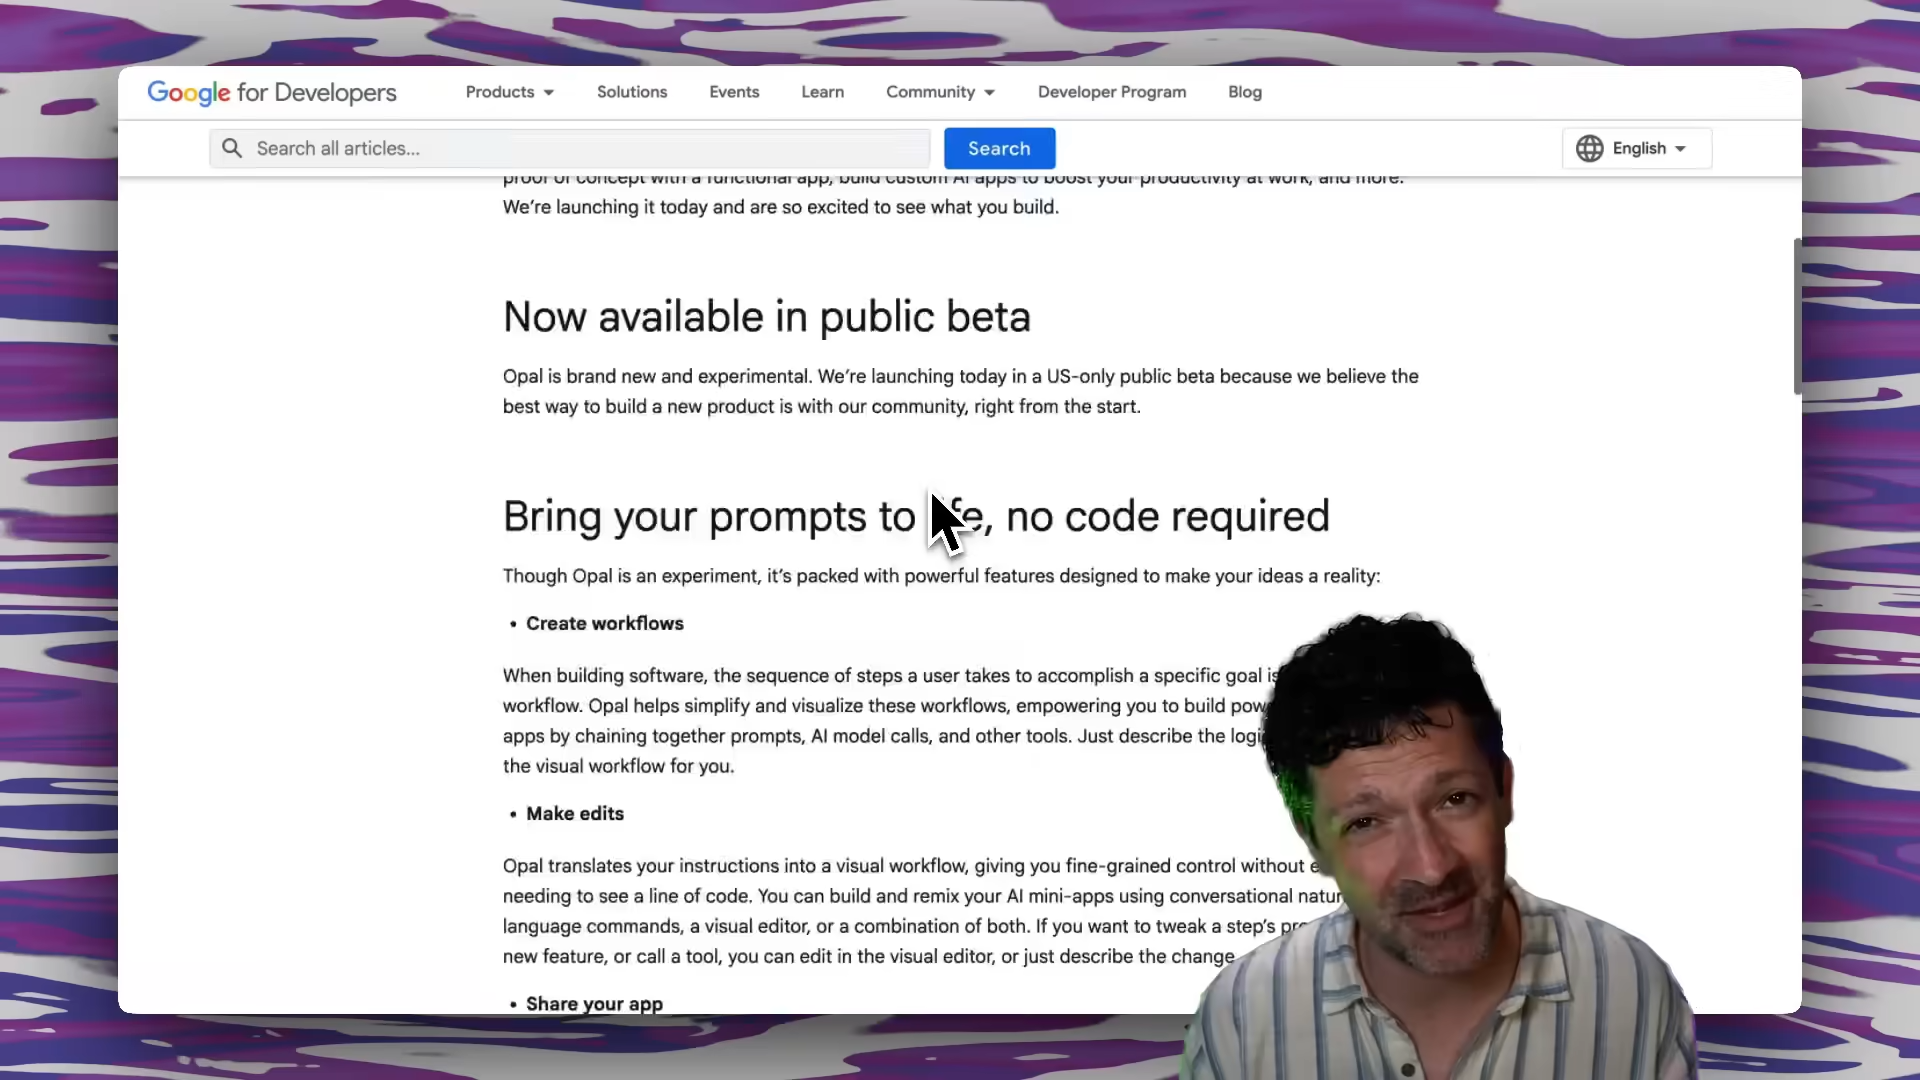 Google for Developers
Products
Solutions
Events
Learn
Community
Developer Program
Blog
Search all articles...
Search
English
proof of concept with a functional app, build custom AI apps to boost your productivity at work, and more.
We're launching it today and are so excited to see what you build.
Now available in public beta
Opal is brand new and experimental. We're launching today in a US-only public beta because we believe the
best way to build a new product is with our community, right from the start.
Bring your prompts to life, no code required
Though Opal is an experiment, it's packed with powerful features designed to make your ideas a reality:
• Create workflows
When building software, the sequence of steps a user takes to accomplish a specific goal is
workflow. Opal helps simplify and visualize these workflows, empowering you to build
apps by chaining together prompts, AI model calls, and other tools. Just describe the
the visual workflow for you.
• Make edits
Opal translates your instructions into a visual workflow, giving you fine-grained control without
needing to see a line of code. You can build and remix your AI mini-apps using conversational
language commands, a visual editor, or a combination of both. If you want to tweak a step's
new feature, or call a tool, you can edit in the visual editor, or just describe the change
• Share your app